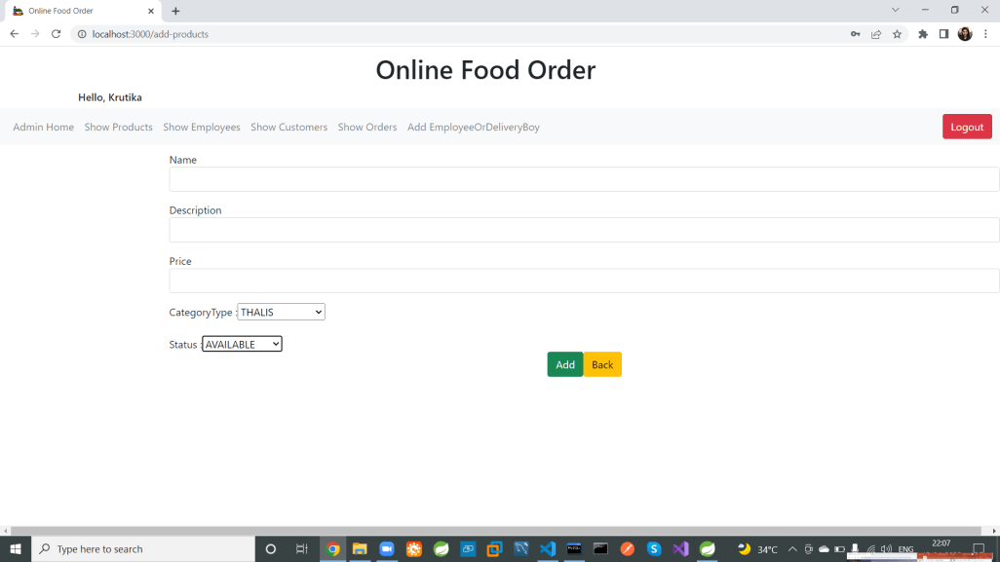 Online Food Order
localhost:3000/add-products
Online Food Order
Hello, Krutika
Admin Home Show Products Show Employees Show Customers Show Orders Add EmployeeOrDeliveryBoy Logout
Name
Description
Price
CategoryType : THALIS
Status : AVAILABLE
Add Back
Type here to search 34°C ENG 22:07